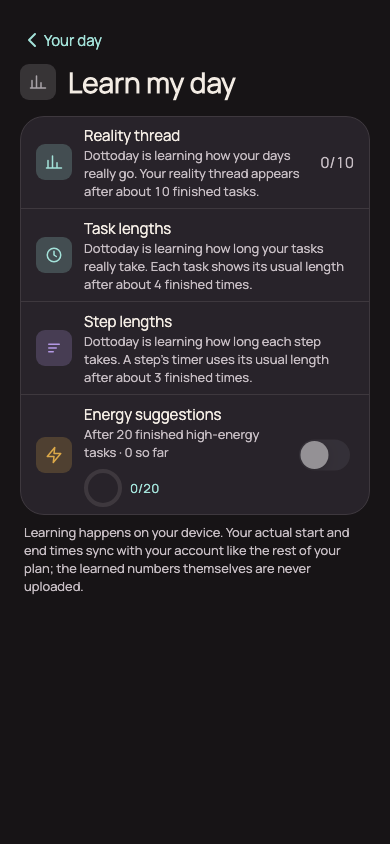 Your day
Learn my day
Reality thread
Dottoday is learning how your days
really go. Your reality thread appears
after about 10 finished tasks.
0/10
Task lengths
Dottoday is learning how long your tasks
really take. Each task shows its usual length
after about 4 finished times.
Step lengths
Dottoday is learning how long each step
takes. A step's timer uses its usual length
after about 3 finished times.
Energy suggestions
After 20 finished high-energy
tasks · 0 so far
0/20
Learning happens on your device. Your actual start and
end times sync with your account like the rest of your
plan; the learned numbers themselves are never
uploaded.